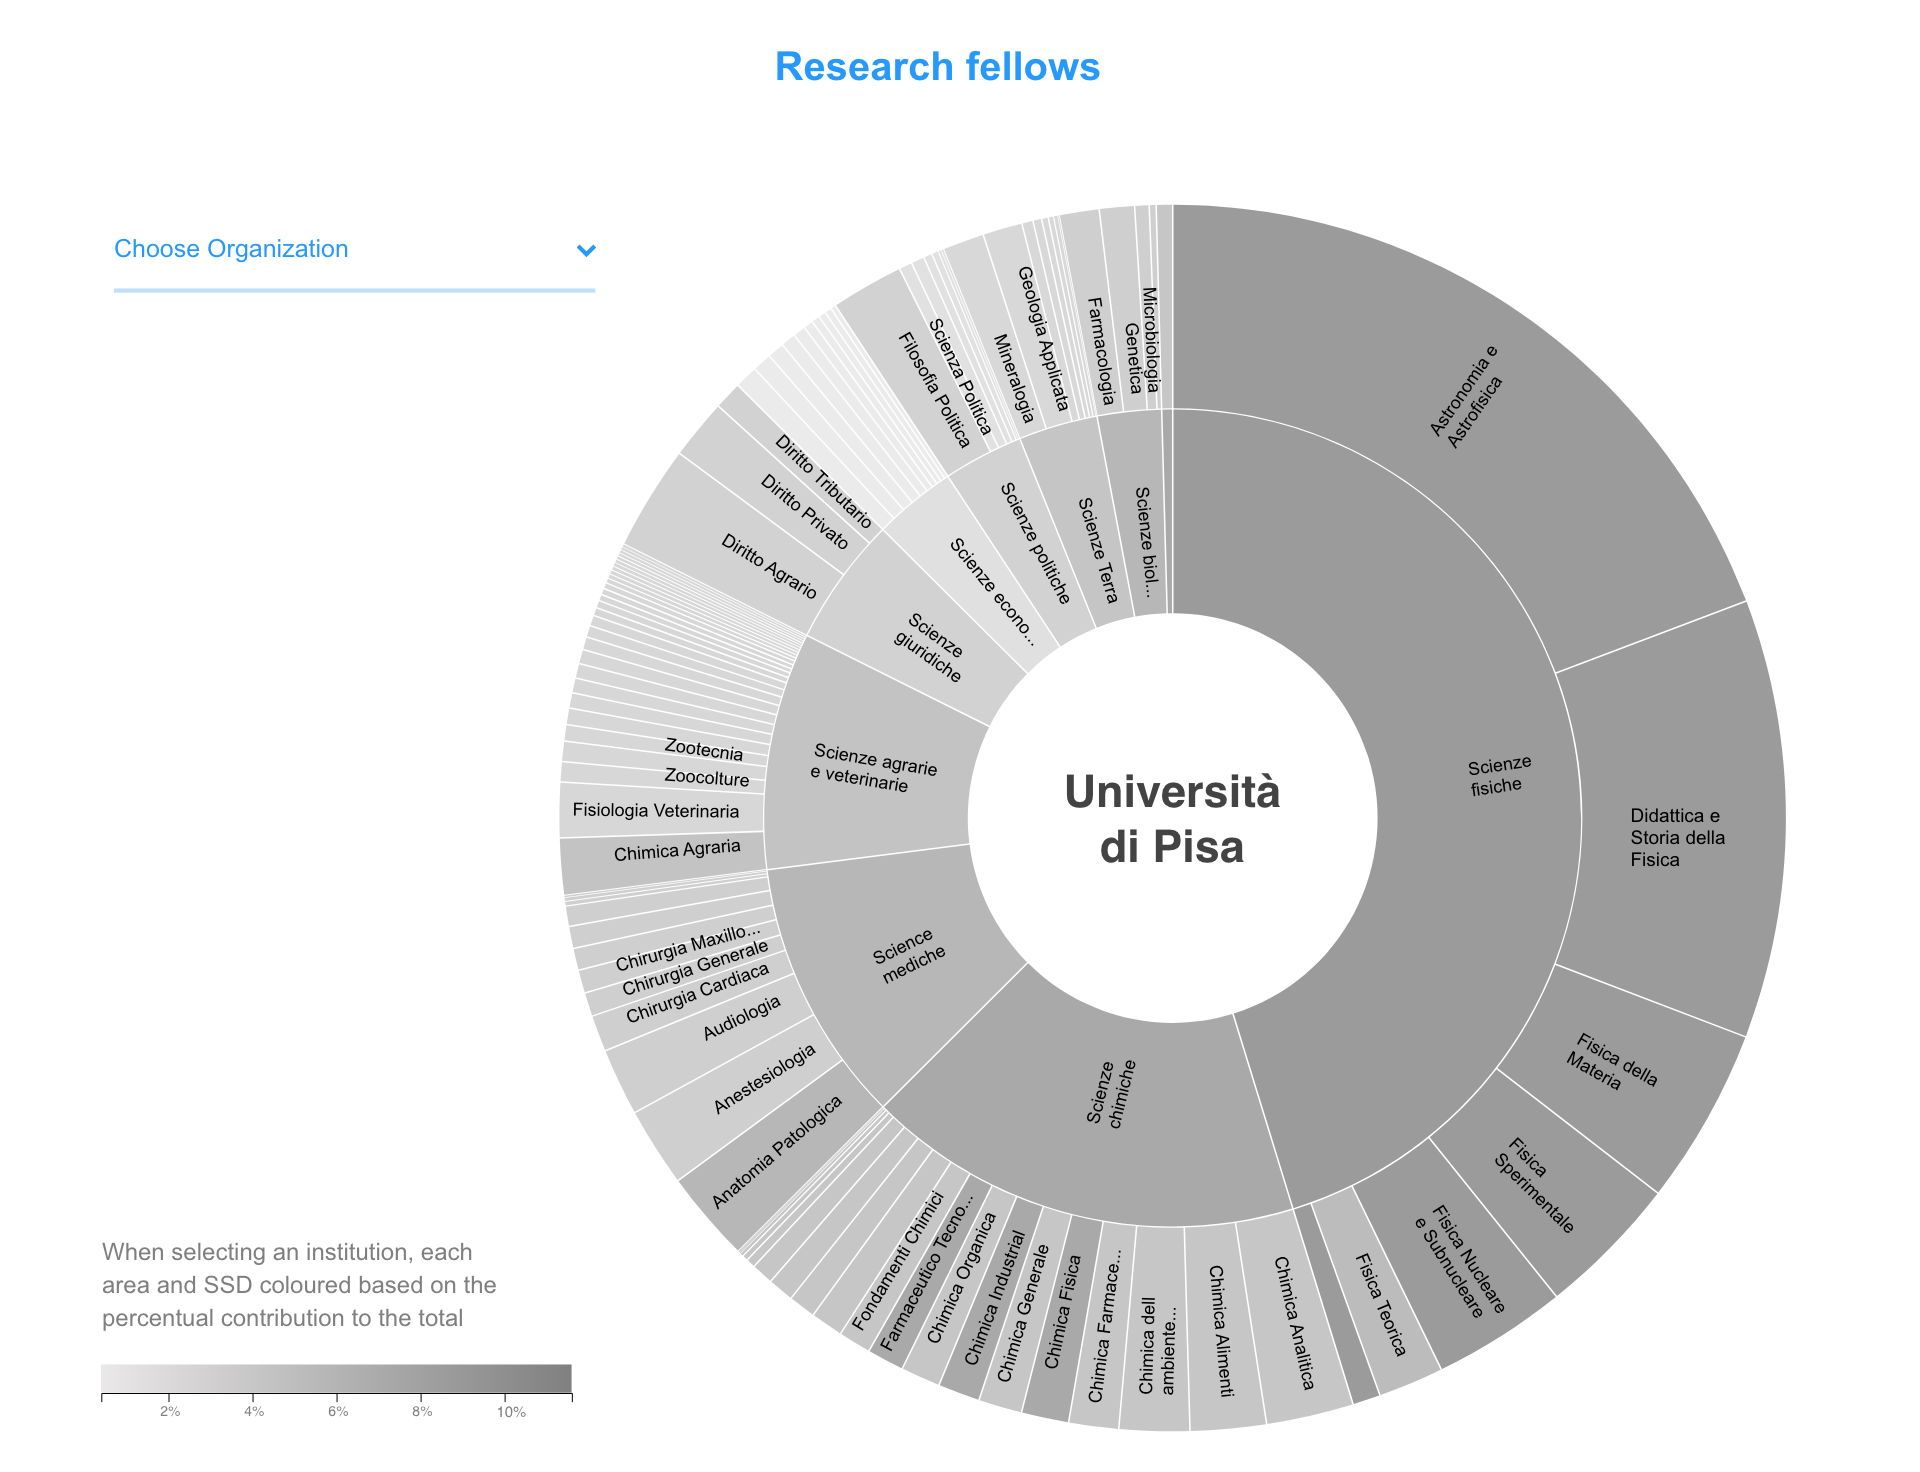 Research fellows
Choose Organization
Università
di Pisa
Scienze
fisiche
Scienze
chimiche
Science
mediche
Scienze agrarie
e veterinarie
Scienze
giuridiche
Scienze econo...
Scienze politiche
Scienze Terra
Scienze biol...
Astronomia e
Astrofisica
Didattica e
Storia della
Fisica
Fisica della
Materia
Fisica
Sperimentale
Fisica Nucleare
e Subnucleare
Fisica Teorica
Chimica Analitica
Chimica Alimenti
Chimica dell
ambiente...
Chimica Farmace...
Chimica Fisica
Chimica Generale
Chimica Industrial
Chimica Organica
Farmaceutico Tecno...
Fondamenti Chimici
Anatomia Patologica
Anestesiologia
Audiologia
Chirurgia Cardiaca
Chirurgia Generale
Chirurgia Maxillo...
Chimica Agraria
Fisiologia Veterinaria
Zoocolture
Zootecnia
Diritto Agrario
Diritto Privato
Diritto Tributario
Filosofia Politica
Scienza Politica
Mineralogia
Geologia Applicata
Farmacologia
Genetica
Microbiologia
When selecting an institution, each
area and SSD coloured based on the
percentual contribution to the total
2% 4% 6% 8% 10%